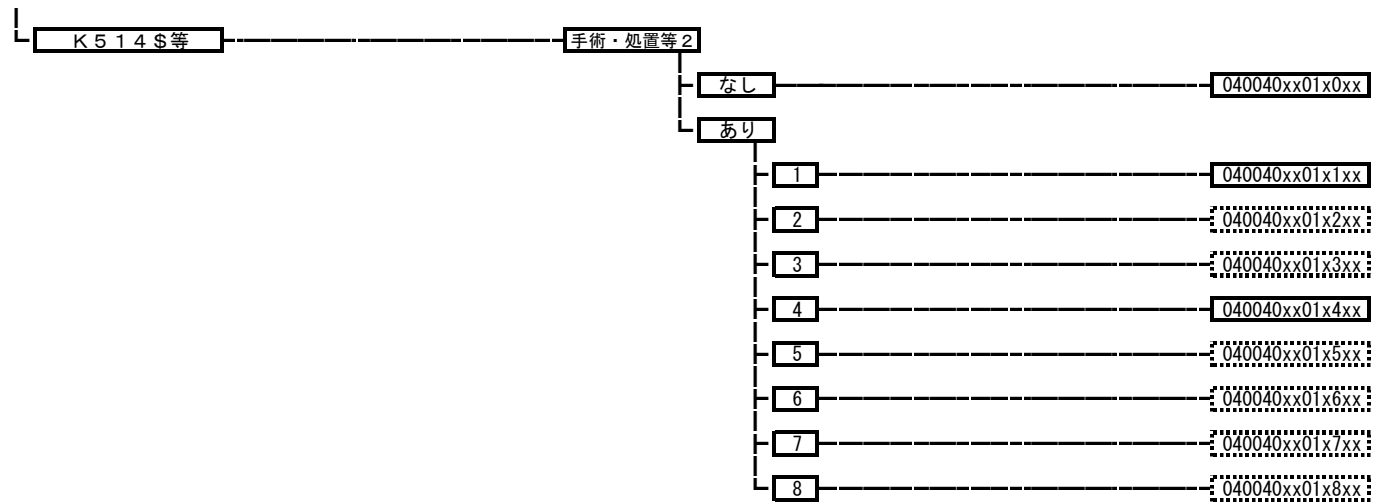 Ｋ５１４＄等 手術・処置等２
なし 040040xx01x0xx
あり
1 040040xx01x1xx
2 040040xx01x2xx
3 040040xx01x3xx
4 040040xx01x4xx
5 040040xx01x5xx
6 040040xx01x6xx
7 040040xx01x7xx
8 040040xx01x8xx